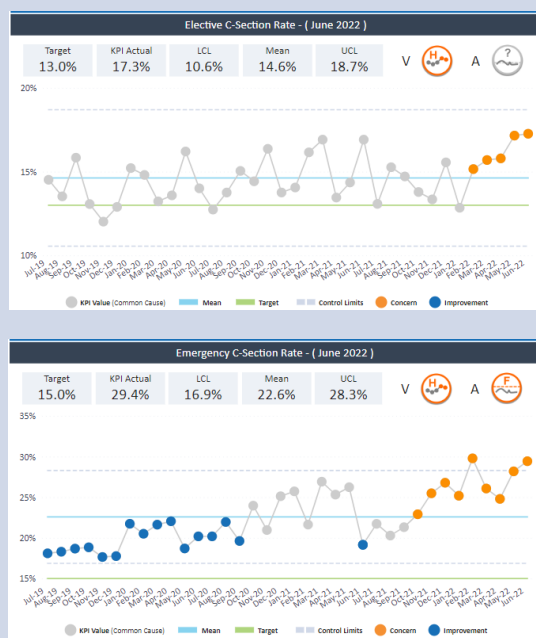 Elective C-Section Rate - ( June 2022 )
Target KPI Actual LCL Mean UCL
13.0% 17.3% 10.6% 14.6% 18.7% V H A ?
20%
15%
10%
Jul-19 Aug-19 Sep-19 Oct-19 Nov-19 Dec-19 Jan-20 Feb-20 Mar-20 Apr-20 May-20 Jun-20 Jul-20 Aug-20 Sep-20 Oct-20 Nov-20 Dec-20 Jan-21 Feb-21 Mar-21 Apr-21 May-21 Jun-21 Jul-21 Aug-21 Sep-21 Oct-21 Nov-21 Dec-21 Jan-22 Feb-22 Mar-22 Apr-22 May-22 Jun-22
KPI Value (Common Cause) Mean Target Control Limits Concern Improvement
Emergency C-Section Rate - ( June 2022 )
Target KPI Actual LCL Mean UCL
15.0% 29.4% 16.9% 22.6% 28.3% V H A F
35%
30%
25%
20%
15%
Jul-19 Aug-19 Sep-19 Oct-19 Nov-19 Dec-19 Jan-20 Feb-20 Mar-20 Apr-20 May-20 Jun-20 Jul-20 Aug-20 Sep-20 Oct-20 Nov-20 Dec-20 Jan-21 Feb-21 Mar-21 Apr-21 May-21 Jun-21 Jul-21 Aug-21 Sep-21 Oct-21 Nov-21 Dec-21 Jan-22 Feb-22 Mar-22 Apr-22 May-22 Jun-22
KPI Value (Common Cause) Mean Target Control Limits Concern Improvement